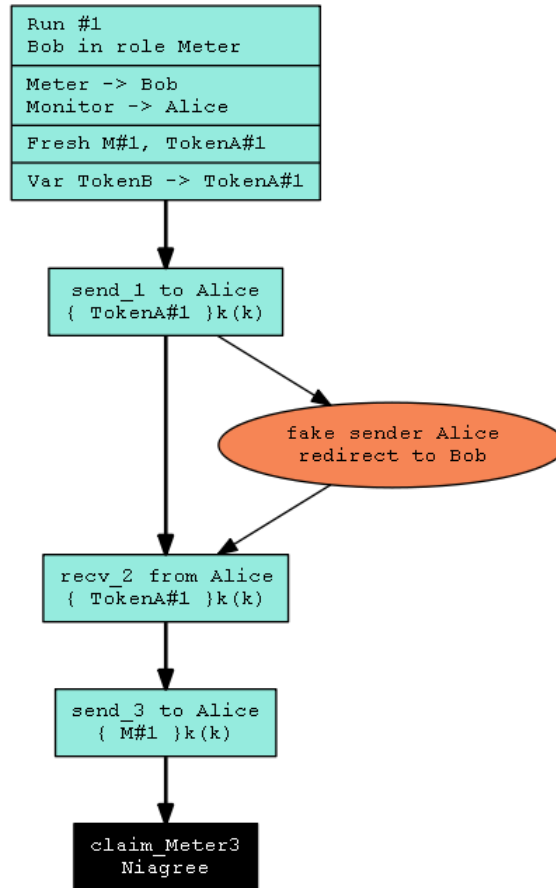 Run #1
Bob in role Meter
Meter -> Bob
Monitor -> Alice
Fresh M#1, TokenA#1
Var TokenB -> TokenA#1
send_1 to Alice
{ TokenA#1 }k(k)
fake sender Alice
redirect to Bob
recv_2 from Alice
{ TokenA#1 }k(k)
send_3 to Alice
{ M#1 }k(k)
claim_Meter3
Niagree